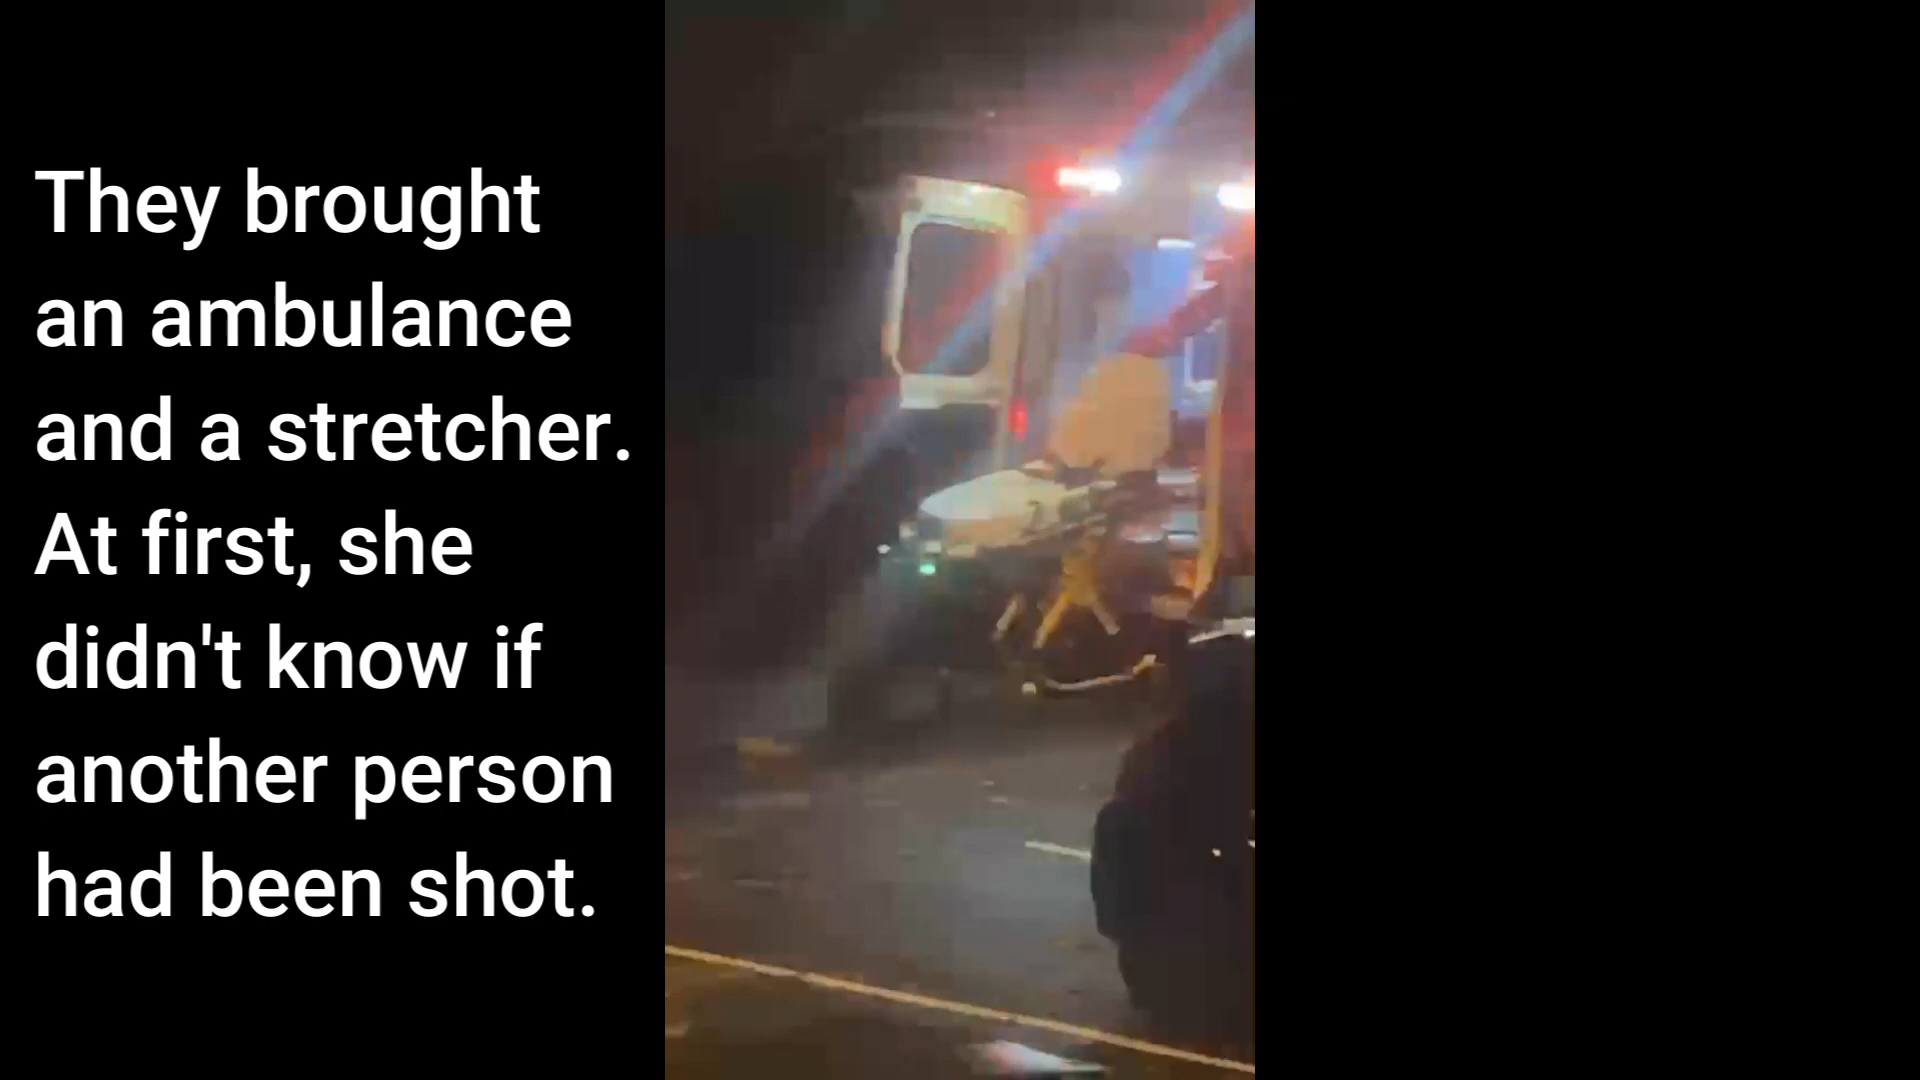 They brought
an ambulance
and a stretcher.
At first, she
didn't know if
another person
had been shot.